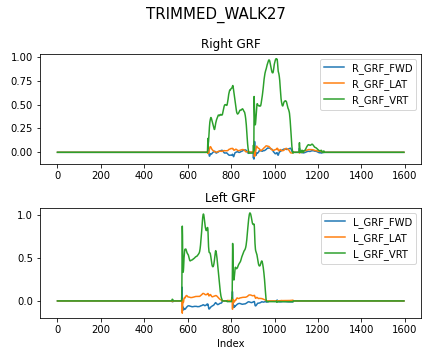 TRIMMED_WALK27
Right GRF
1.00
0.75
0.50
0.25
0.00
R_GRF_FWD
R_GRF_LAT
R_GRF_VRT
0 200 400 600 800 1000 1200 1400 1600
Left GRF
1.0
0.5
0.0
L_GRF_FWD
L_GRF_LAT
L_GRF_VRT
0 200 400 600 800 1000 1200 1400 1600
Index